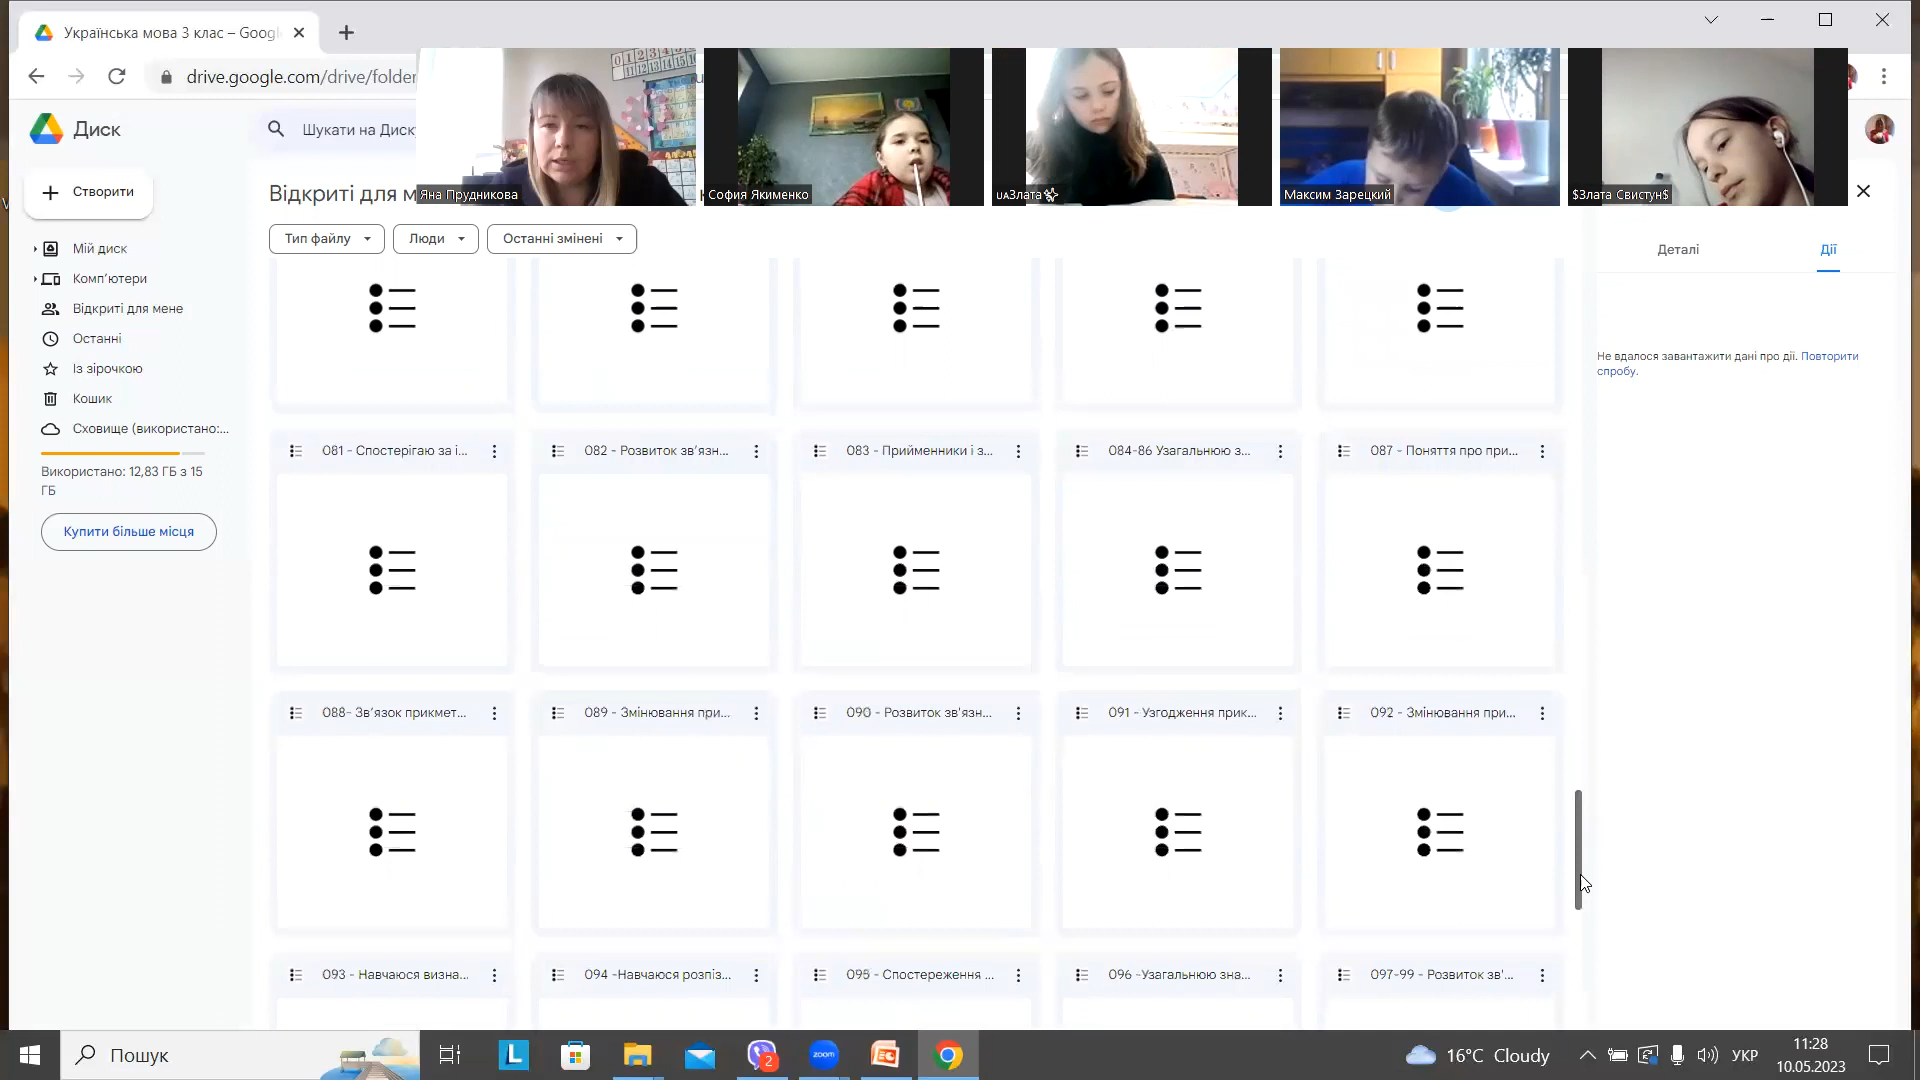 Українська мова 3 клас – Googl
drive.google.com/drive/folder
Диск
Шукати на Диску
Створити
Відкриті для м
Яна Прудникова
София Якименко
UAЗлата
Максим Зарецкий
$Злата Свистун$
Тип файлу
Люди
Останні змінені
Деталі
Дії
Мій диск
Комп'ютери
Відкриті для мене
Останні
Із зірочкою
Кошик
Сховище (використано:...
Використано: 12,83 ГБ з 15
ГБ
Купити більше місця
Не вдалося завантажити дані про дії. Повторити
спробу.
081 - Спостерігаю за і...
082 - Розвиток зв’язн...
083 - Прийменники і з...
084-86 Узагальнюю з...
087 - Поняття про при...
088- Зв’язок прикмет...
089 - Змінювання при...
090 - Розвиток зв'язн...
091 - Узгодження прик...
092 - Змінювання при...
093 - Навчаюся визна...
094 -Навчаюся розпіз...
095 - Спостереження ...
096 -Узагальнюю зна...
097-99 - Розвиток зв'...
Пошук
L
2
zoom
16°C Cloudy
УКР
11:28
10.05.2023